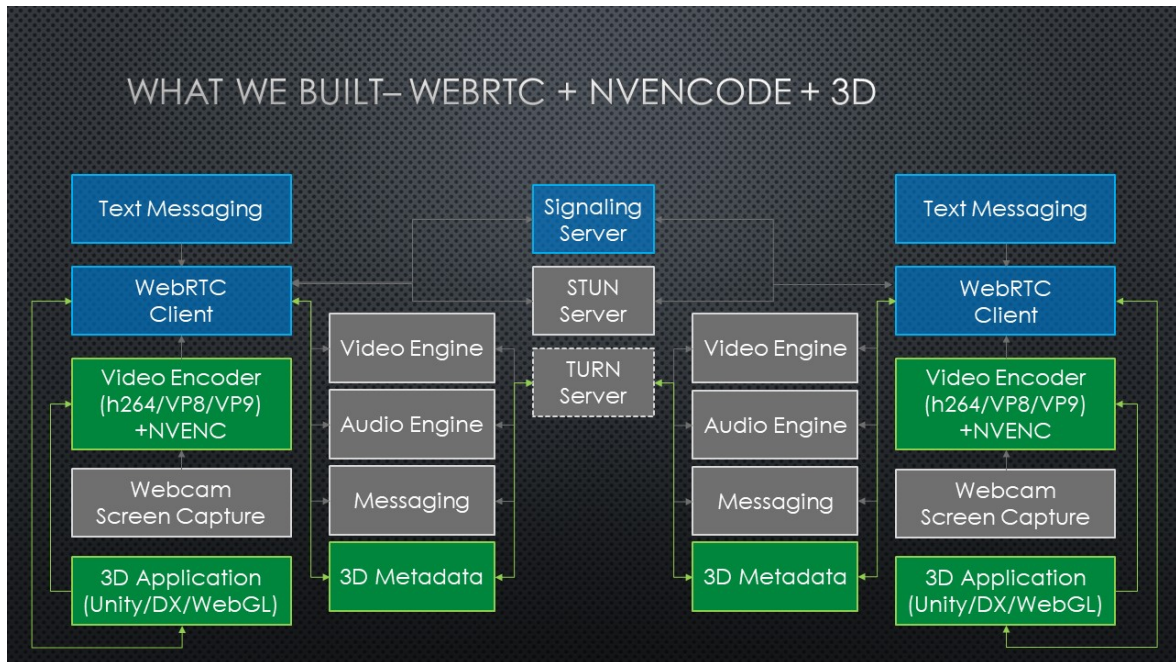 WHAT WE BUILT– WEBRTC + NVENCODE + 3D
Text Messaging
WebRTC
Client
Video Encoder
(h264/VP8/VP9)
+NVENC
Webcam
Screen Capture
3D Application
(Unity/DX/WebGL)
Video Engine
Audio Engine
Messaging
3D Metadata
Signaling
Server
STUN
Server
TURN
Server
Video Engine
Audio Engine
Messaging
3D Metadata
Text Messaging
WebRTC
Client
Video Encoder
(h264/VP8/VP9)
+NVENC
Webcam
Screen Capture
3D Application
(Unity/DX/WebGL)